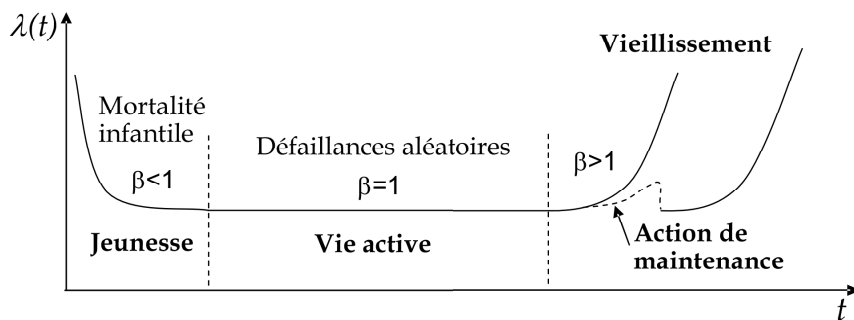 λ(t)
Vieillissement
Mortalité
infantile
Défaillances aléatoires
β<1
β=1
β>1
Jeunesse
Vie active
Action de
maintenance
t